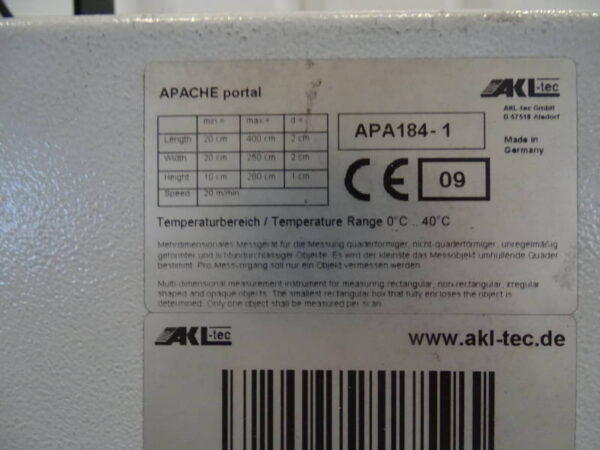 APACHE portal
AKL-tec
AKL-tec GmbH
D 57518 Alsdorf
Made in
Germany
min = max = d =
Length 20 cm 400 cm 2 cm
Width 20 cm 250 cm 2 cm
Height 10 cm 280 cm 1 cm
Speed 20 m/min
APA184-1
CE 09
Temperaturbereich / Temperature Range 0°C .. 40°C
Mehrdimensionales Messgerät für die Messung quaderförmiger, nicht-quaderförmiger, unregelmäßig
geformter und lichtundurchlässiger Objekte. Es wird der kleinste das Messobjekt umhüllende Quader
bestimmt. Pro Messvorgang soll nur ein Objekt vermessen werden.
Multi-dimensional measurement instrument for measuring rectangular, non-rectangular, irregular
shaped and opaque objects. The smallest rectangular box that fully encloses the object is
determined. Only one object shall be measured per scan.
AKL-tec
www.akl-tec.de